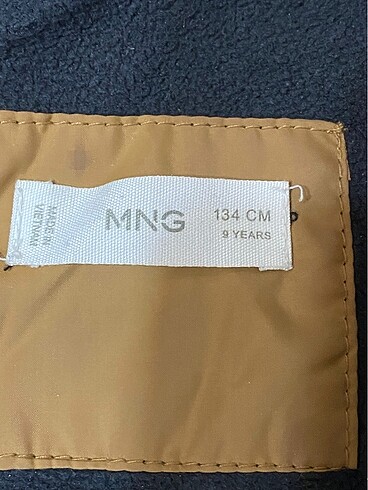 MADE IN
VIETNAM
MNG
134 CM
9 YEARS